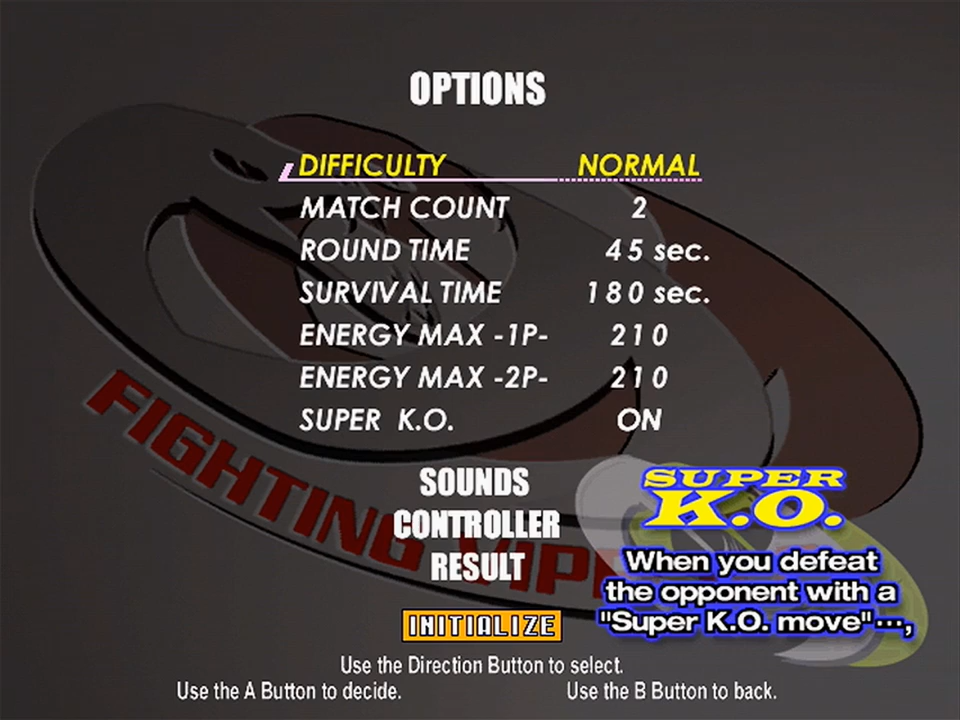 OPTIONS
DIFFICULTY NORMAL
MATCH COUNT 2
ROUND TIME 45 sec.
SURVIVAL TIME 180 sec.
ENERGY MAX -1P- 210
ENERGY MAX -2P- 210
SUPER K.O. ON
SOUNDS
CONTROLLER
RESULT
INITIALIZE
SUPER
K.O.
When you defeat
the opponent with a
"Super K.O. move"···,
Use the Direction Button to select.
Use the A Button to decide. Use the B Button to back.
FIGHTING